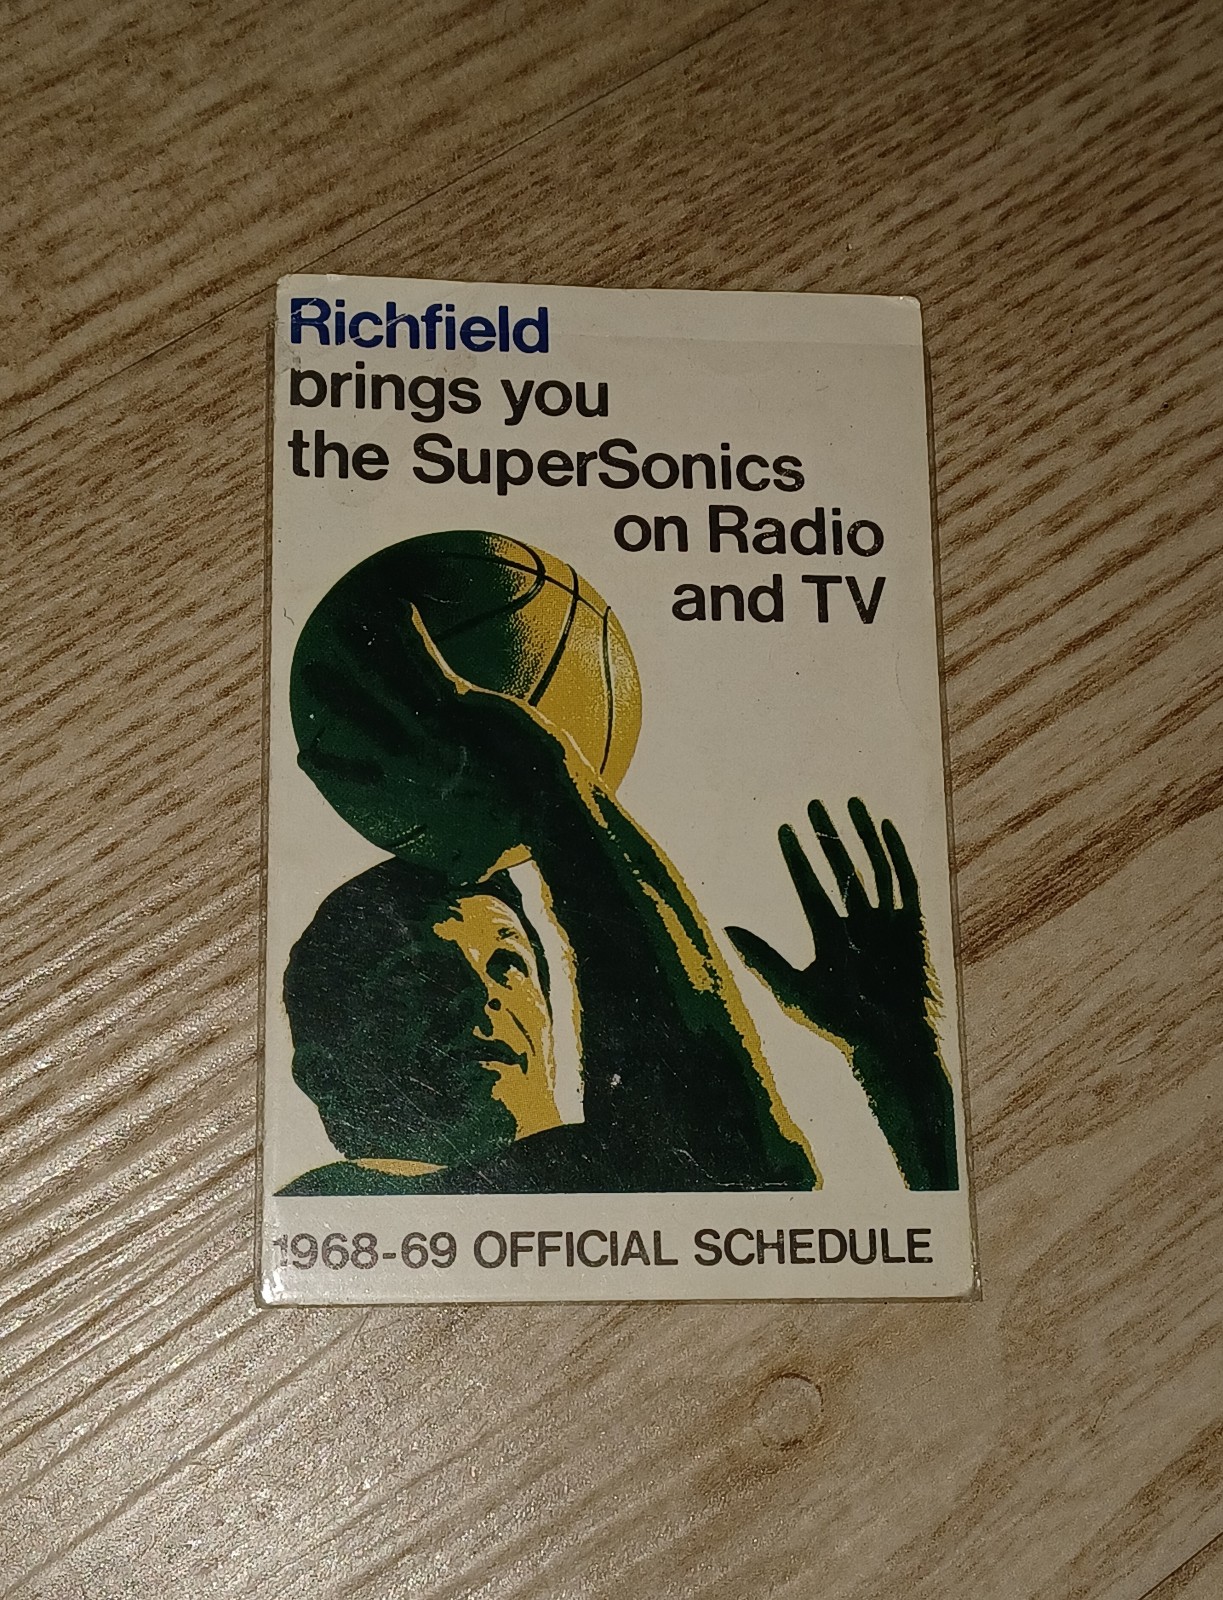 Richfield
brings you
the SuperSonics
on Radio
and TV
1968-69 OFFICIAL SCHEDULE